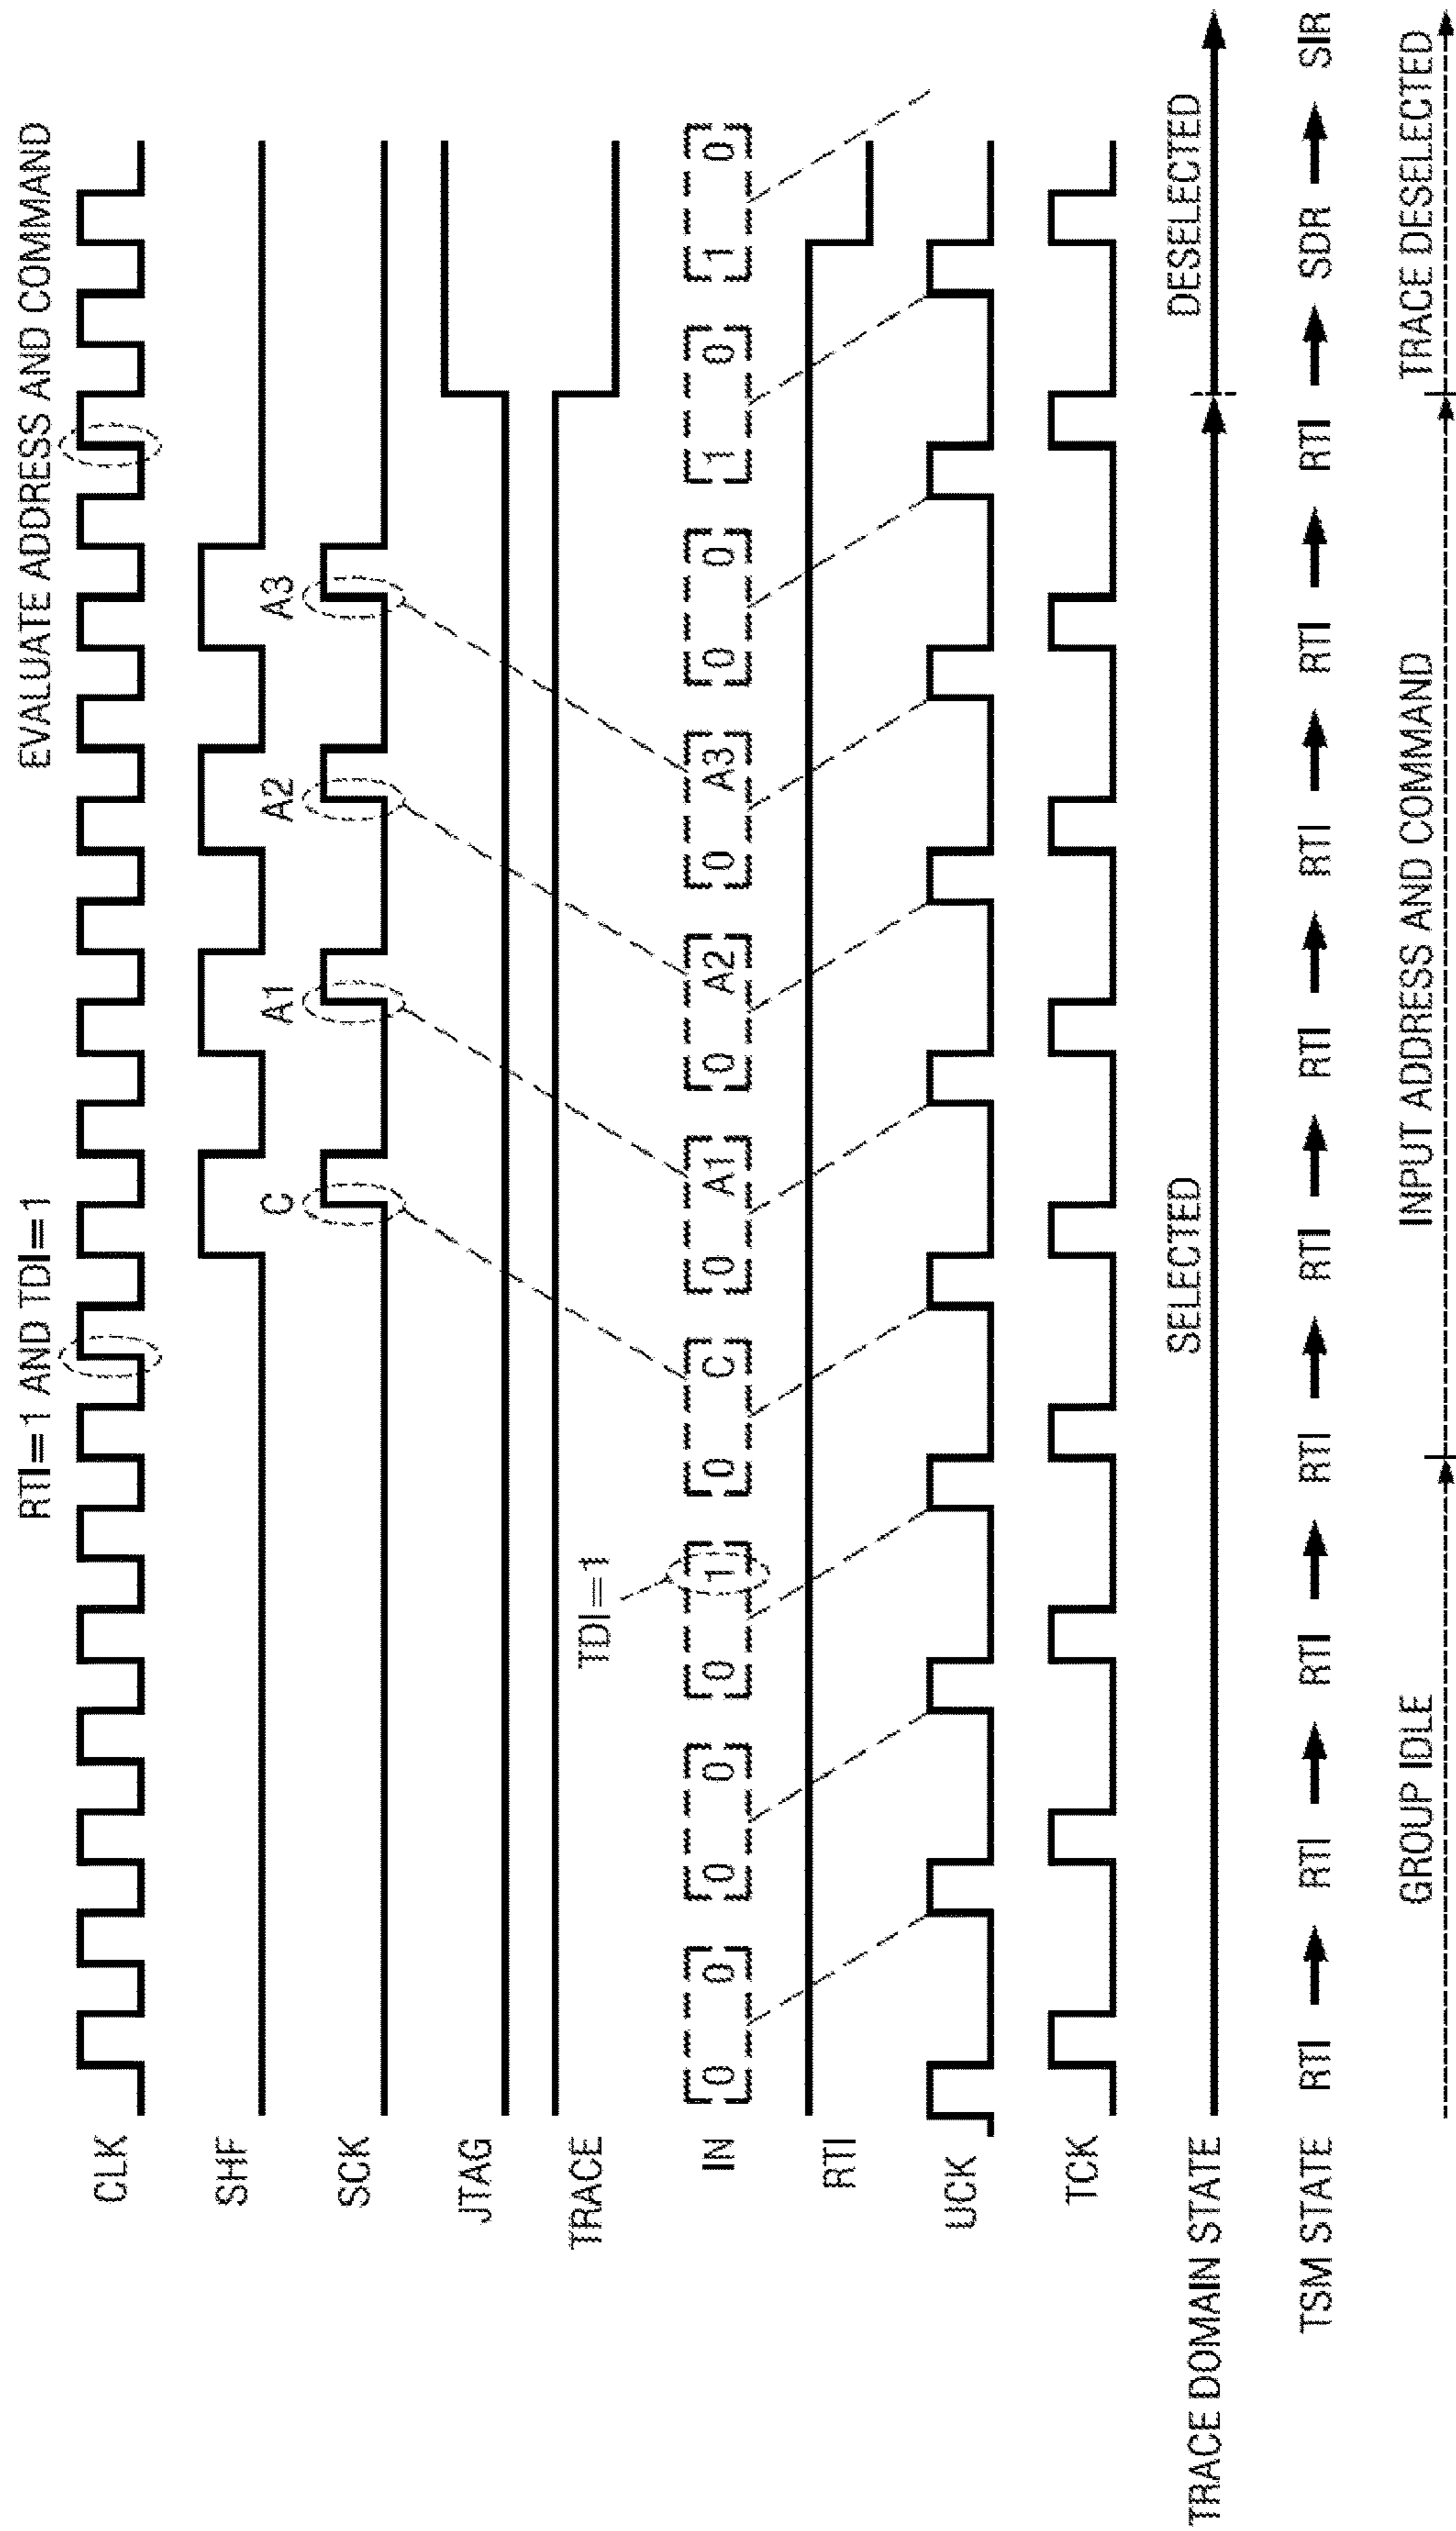 RTI=1 AND TDI=1 EVALUATE ADDRESS AND COMMAND
CLK
SHF
C A1 A2 A3
SCK
JTAG
TRACE
TDI=1
IN 0 0 0 0 0 1 0 C 0 A1 0 A2 0 A3 0 0 1 0 1 0
RTI
UCK
TCK
SELECTED DESELECTED
TRACE DOMAIN STATE
TSM STATE RTI RTI RTI RTI RTI RTI RTI RTI RTI SDR SIR
GROUP IDLE INPUT ADDRESS AND COMMAND TRACE DESELECTED